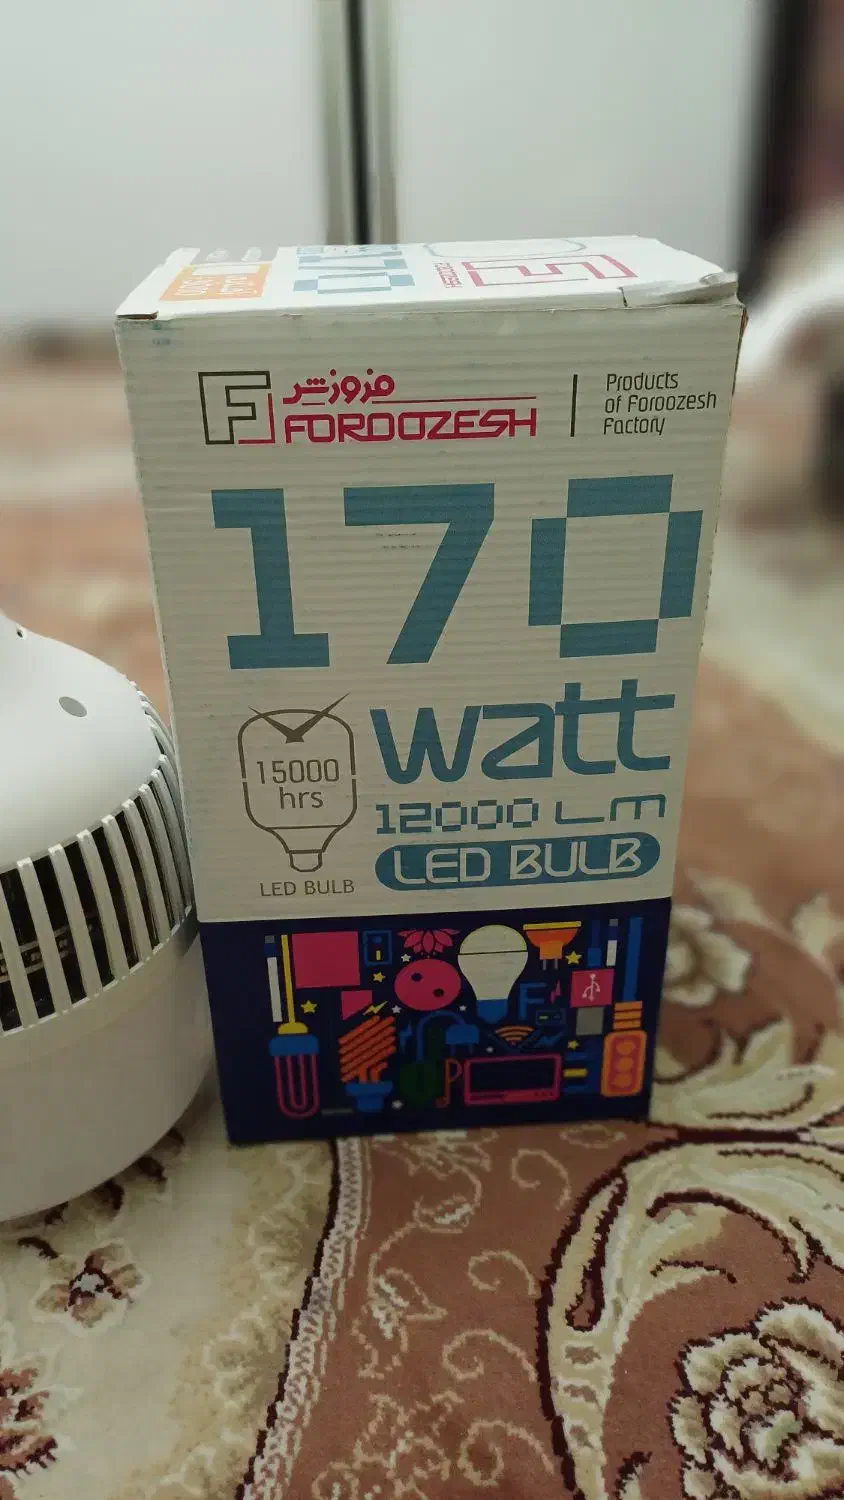 F
فروزش
FOROOZESH
Products
of Foroozesh
Factory
170
watt
15000
hrs
12000 Lm
LED BULB
LED BULB
F